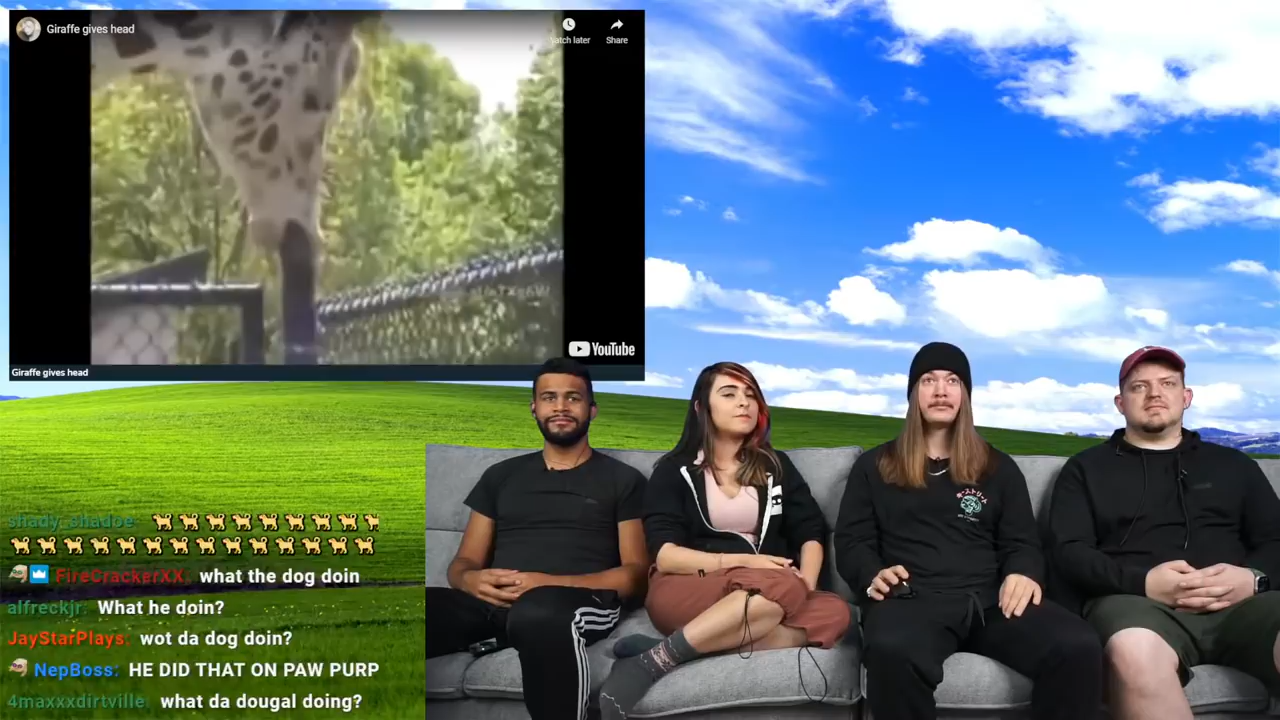 Giraffe gives head
Watch later
Share
YouTube
Giraffe gives head
shady_shadoe:
FireCrackerXX: what the dog doin
alfreckjr: What he doin?
JayStarPlays: wot da dog doin?
NepBoss: HE DID THAT ON PAW PURP
4maxxxdirtville: what da dougal doing?